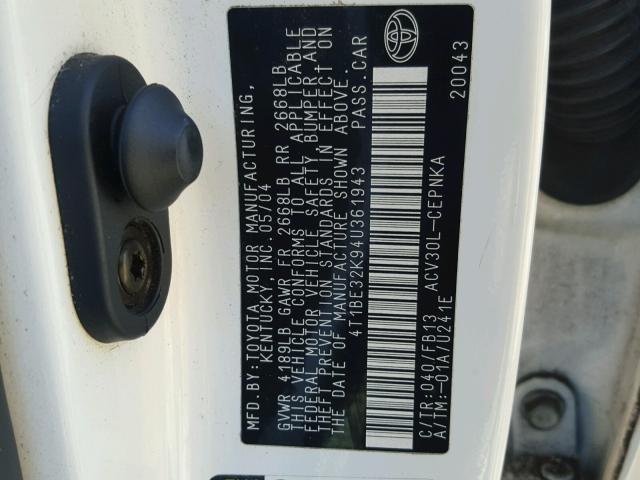 MFD. BY: TOYOTA MOTOR MANUFACTURING,
KENTUCKY, INC. 05/04
GVWR 4189LB GAWR FR 2668LB RR 2668LB
THIS VEHICLE CONFORMS TO ALL APPLICABLE
FEDERAL MOTOR VEHICLE SAFETY, BUMPER AND
THEFT PREVENTION STANDARDS IN EFFECT ON
THE DATE OF MANUFACTURE SHOWN ABOVE.
4T1BE32K94U361943 PASS. CAR
C/TR: 040/FB13 ACV30L-CEPNKA
A/TM:-01A/U241E 20043